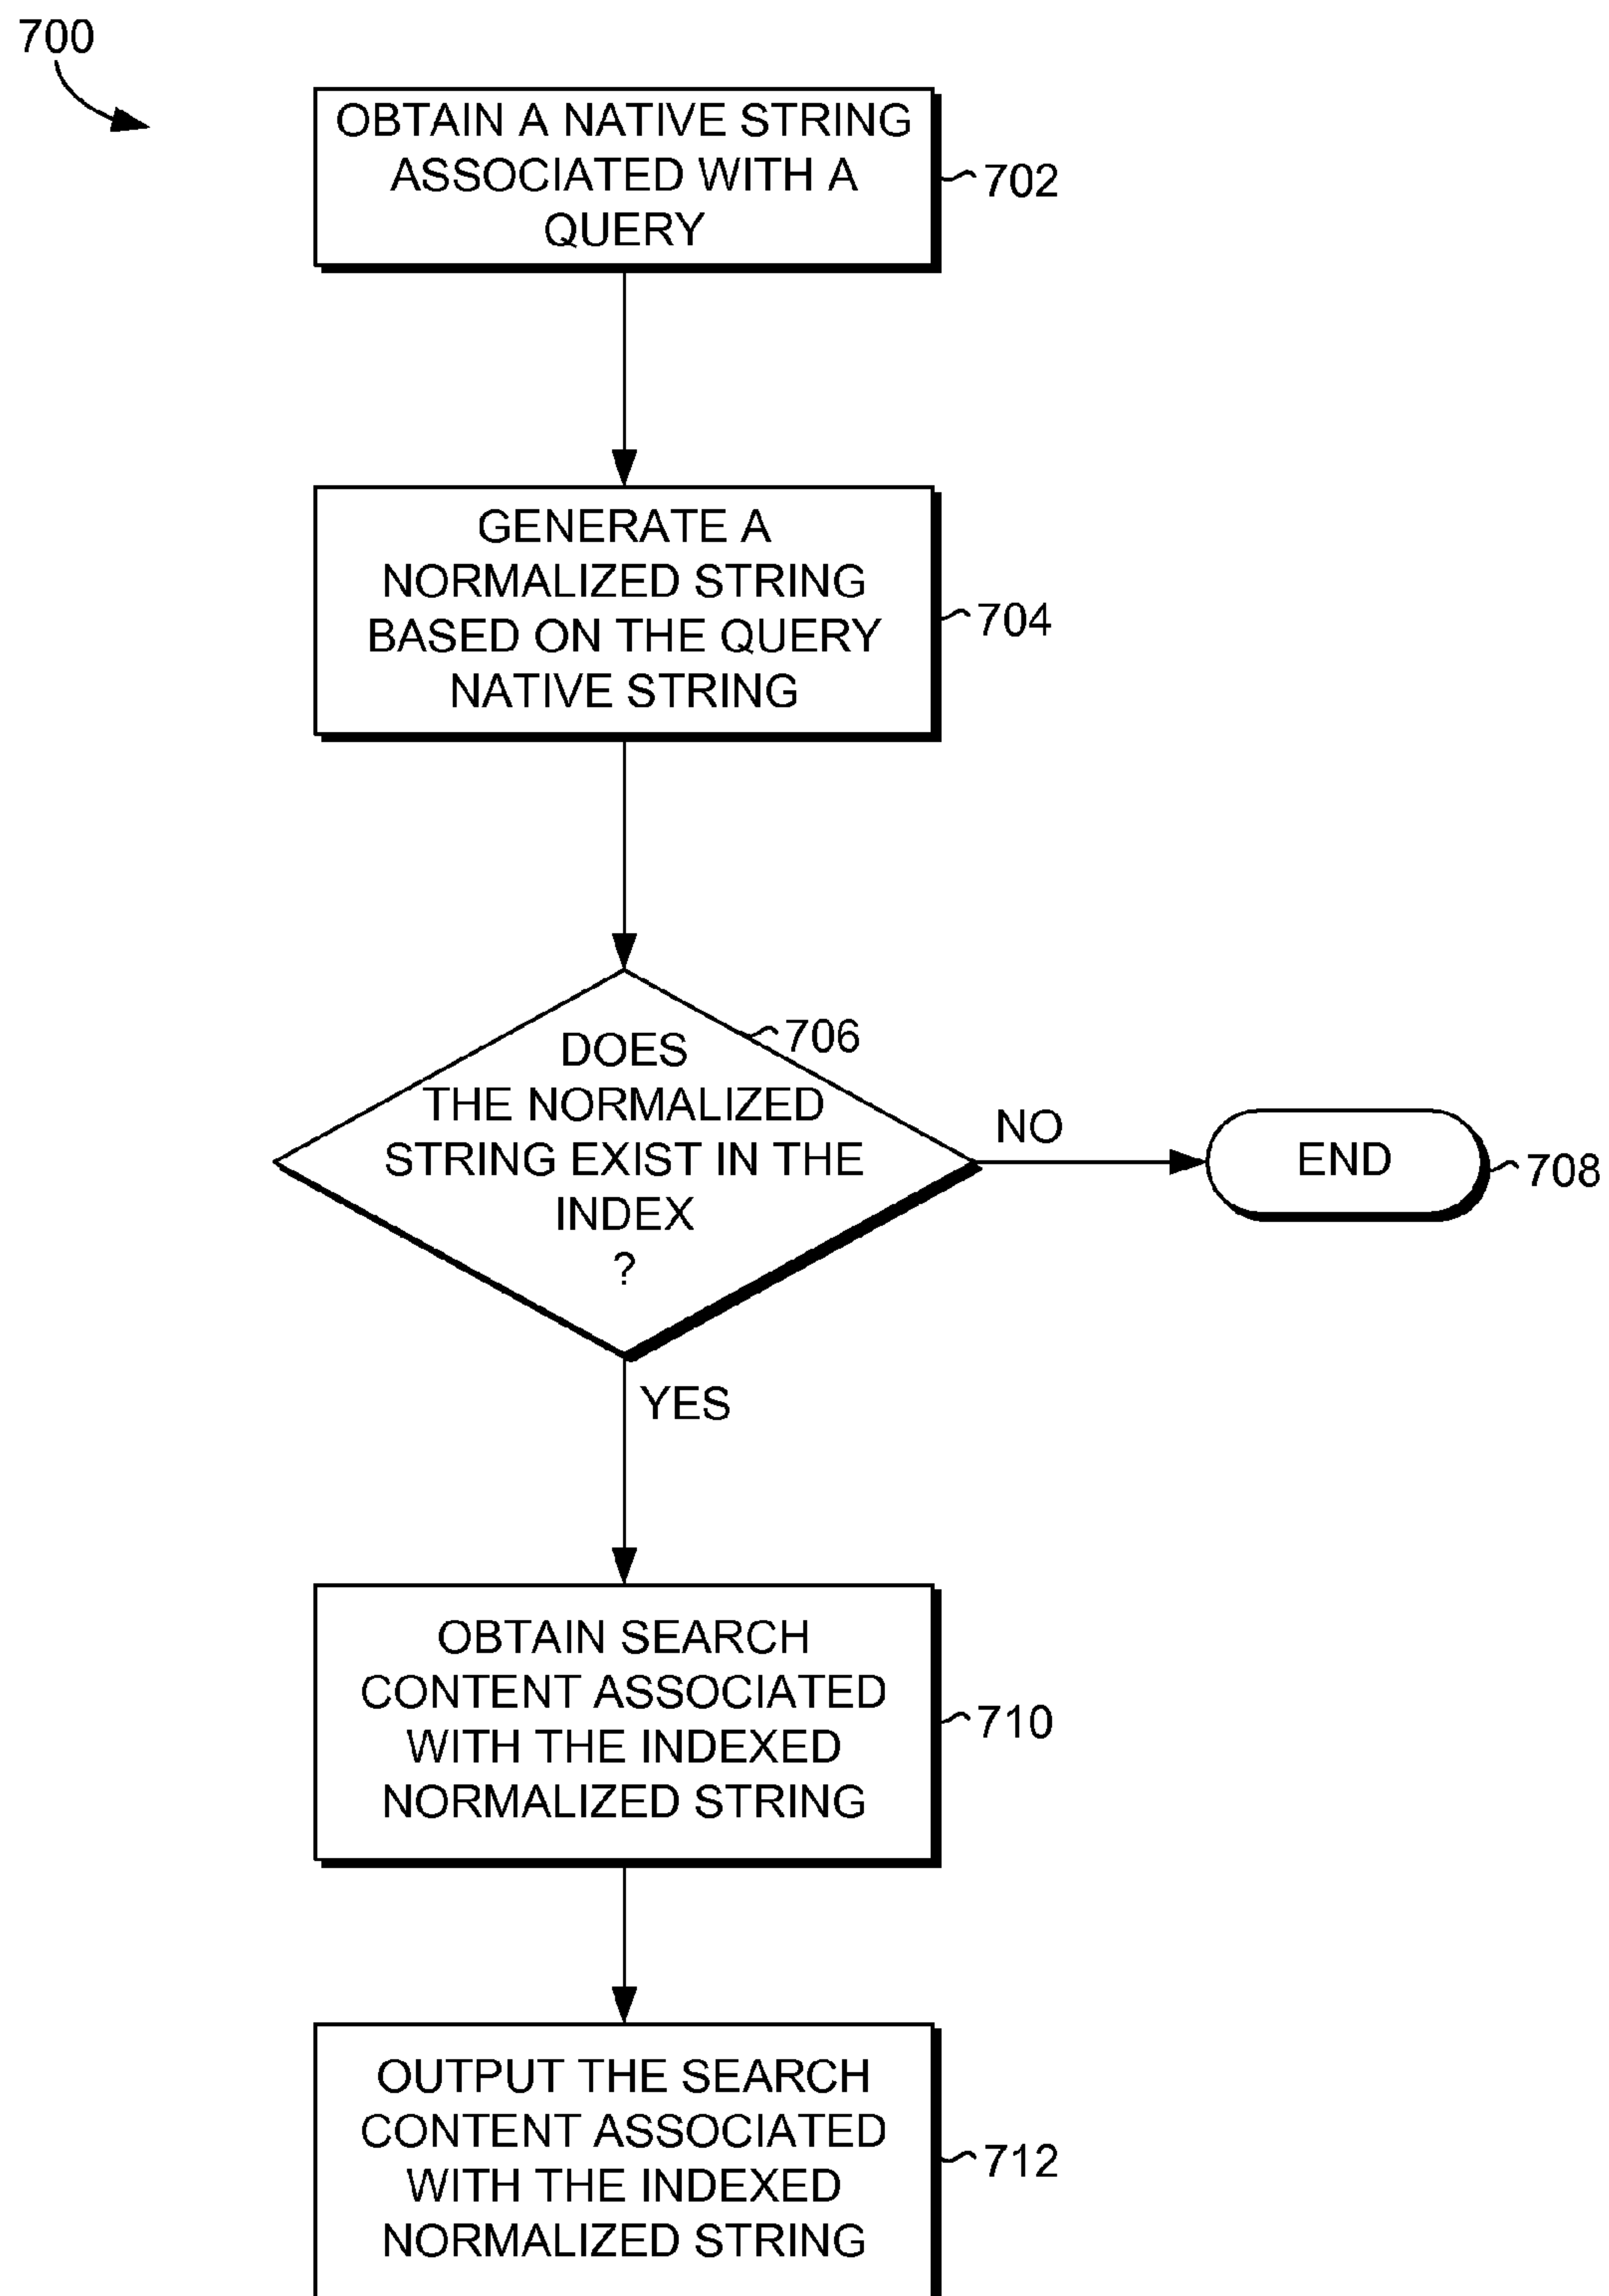 700
OBTAIN A NATIVE STRING
ASSOCIATED WITH A
QUERY
702
GENERATE A
NORMALIZED STRING
BASED ON THE QUERY
NATIVE STRING
704
706
DOES
THE NORMALIZED
STRING EXIST IN THE
INDEX
?
NO
END
708
YES
OBTAIN SEARCH
CONTENT ASSOCIATED
WITH THE INDEXED
NORMALIZED STRING
710
OUTPUT THE SEARCH
CONTENT ASSOCIATED
WITH THE INDEXED
NORMALIZED STRING
712